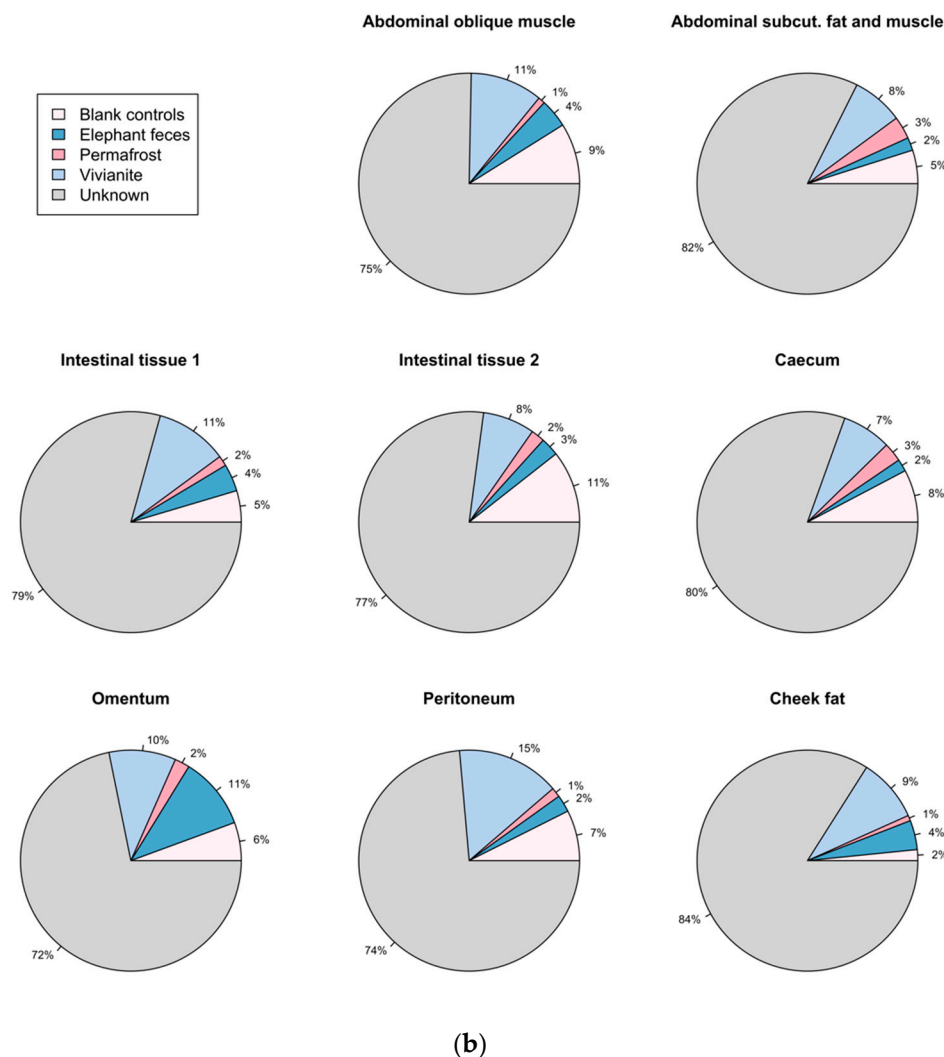 Abdominal oblique muscle
Abdominal subcut. fat and muscle
Blank controls
Elephant feces
Permafrost
Vivianite
Unknown
11%
1%
4%
9%
75%
8%
3%
2%
5%
82%
Intestinal tissue 1
Intestinal tissue 2
Caecum
11%
2%
4%
5%
79%
8%
2%
3%
11%
77%
7%
3%
2%
8%
80%
Omentum
Peritoneum
Cheek fat
10%
2%
11%
6%
72%
15%
1%
2%
7%
74%
9%
1%
4%
2%
84%
(b)